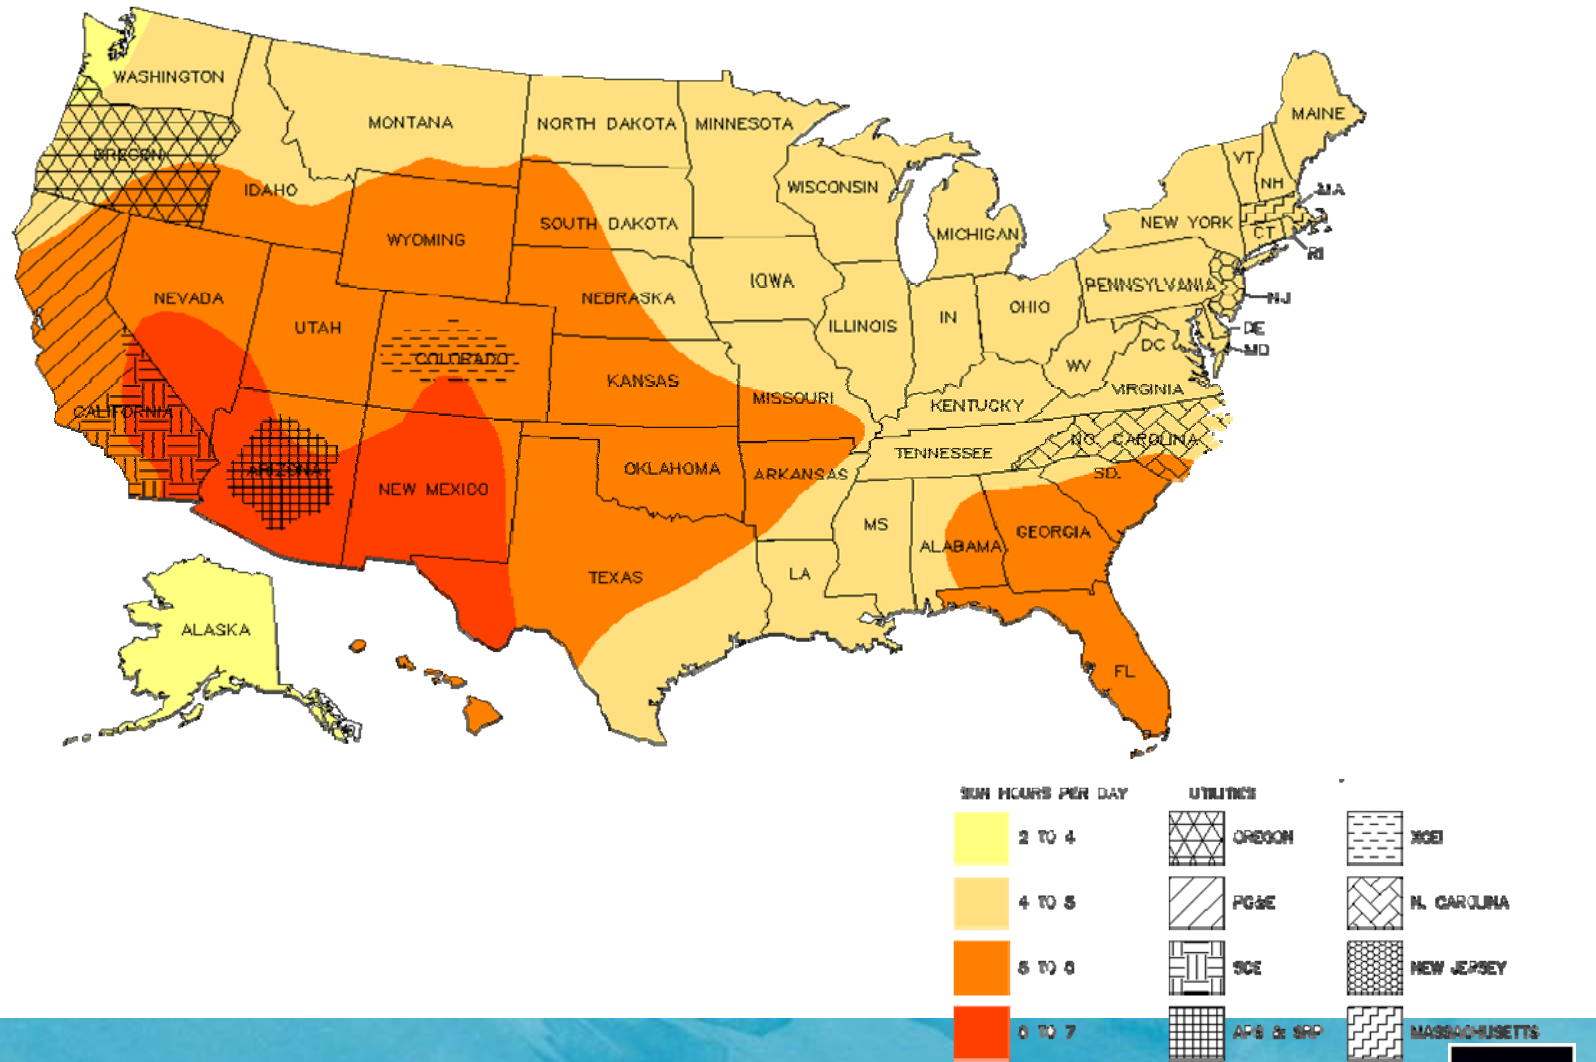 WASHINGTON
MONTANA
NORTH DAKOTA
MINNESOTA
MAINE
OREGON
VT
IDAHO
WISCONSIN
NH
MA
SOUTH DAKOTA
NEW YORK
WYOMING
MICHIGAN
CT
RI
IOWA
PENNSYLVANIA
NEVADA
NEBRASKA
NJ
OHIO
UTAH
ILLINOIS
IN
DE
COLORADO
DC
MD
WV
KANSAS
VIRGINIA
MISSOURI
KENTUCKY
CALIFORNIA
NO. CAROLINA
TENNESSEE
ARIZONA
OKLAHOMA
ARKANSAS
SO.
NEW MEXICO
MS
GEORGIA
ALABAMA
TEXAS
LA
ALASKA
FL
SUN HOURS PER DAY
UTILITIES
2 TO 4
OREGON
XCEl
4 TO 5
PG&E
N. CAROLINA
5 TO 6
SCE
NEW JERSEY
6 TO 7
APS & SRP
MASSACHUSETTS